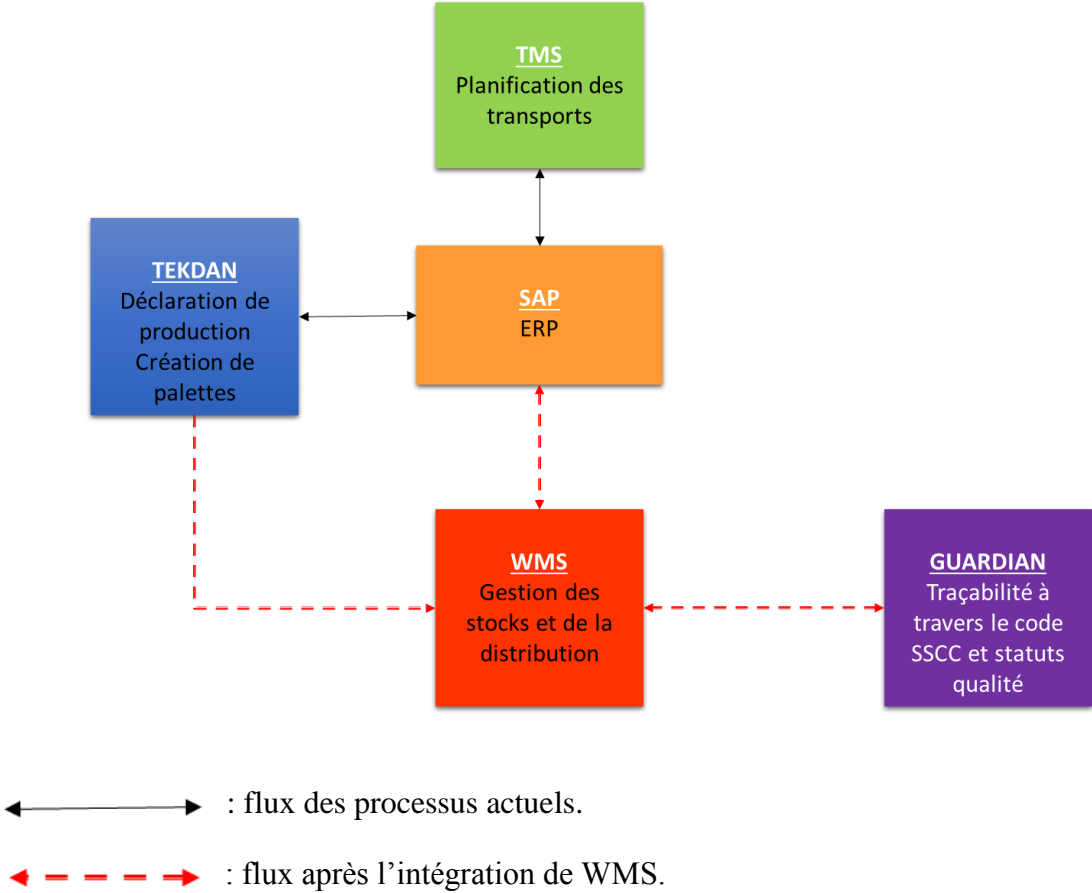 TMS
Planification des
transports
TEKDAN
Déclaration de
production
Création de
palettes
SAP
ERP
WMS
Gestion des
stocks et de la
distribution
GUARDIAN
Traçabilité à
travers le code
SSCC et statuts
qualité
: flux des processus actuels.
: flux après l’intégration de WMS.